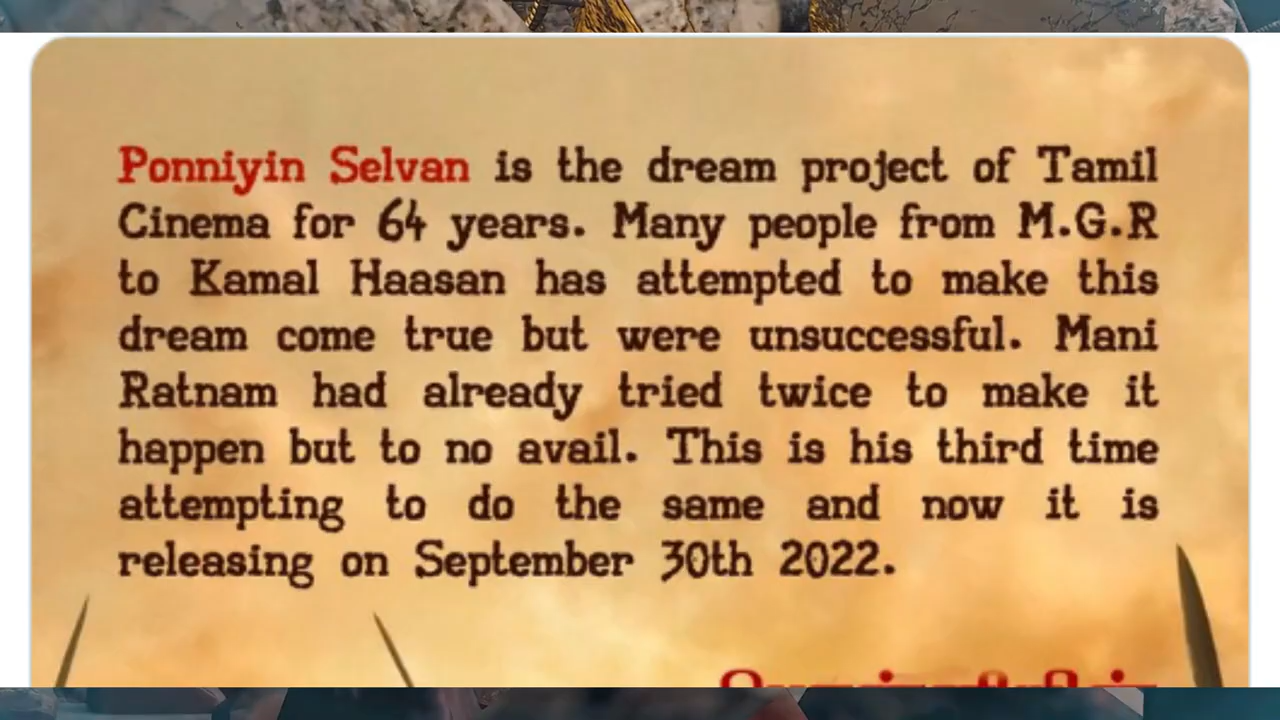 Ponniyin Selvan is the dream project of Tamil
Cinema for 64 years. Many people from M.G.R
to Kamal Haasan has attempted to make this
dream come true but were unsuccessful. Mani
Ratnam had already tried twice to make it
happen but to no avail. This is his third time
attempting to do the same and now it is
releasing on September 30th 2022.